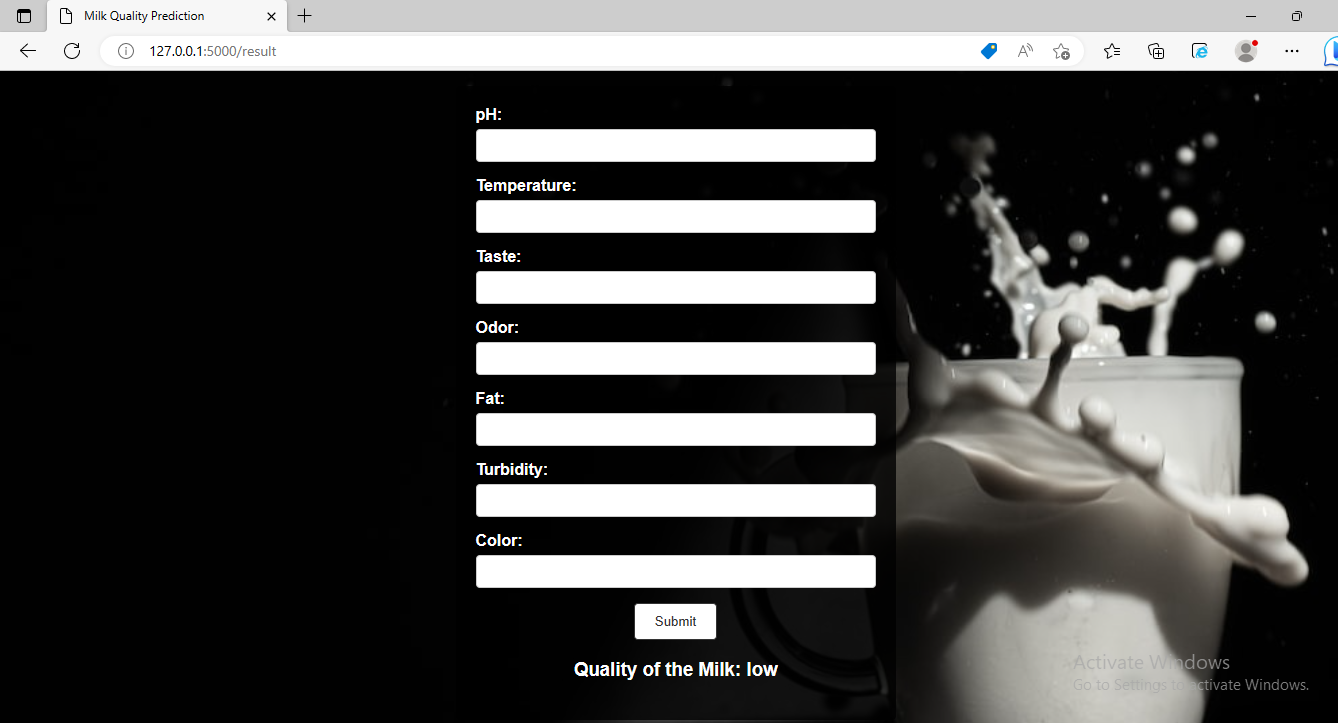 Milk Quality Prediction
127.0.0.1:5000/result
pH:
Temperature:
Taste:
Odor:
Fat:
Turbidity:
Color:
Submit
Quality of the Milk: low
Activate Windows
Go to Settings to activate Windows.